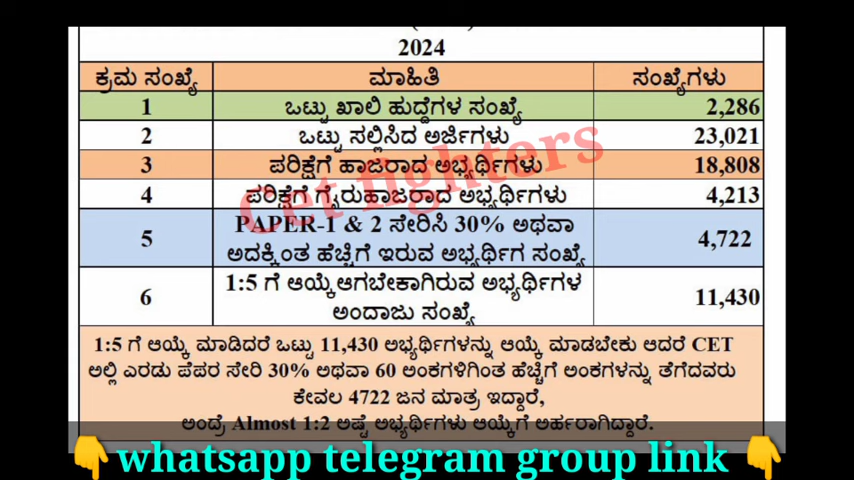 2024
ಕ್ರಮ ಸಂಖ್ಯೆ ಮಾಹಿತಿ ಸಂಖ್ಯೆಗಳು
1 ಒಟ್ಟು ಖಾಲಿ ಹುದ್ದೆಗಳ ಸಂಖ್ಯೆ 2,286
2 ಒಟ್ಟು ಸಲ್ಲಿಸಿದ ಅರ್ಜಿಗಳು 23,021
3 ಪರಿಕ್ಷೆಗೆ ಹಾಜರಾದ ಅಭ್ಯರ್ಥಿಗಳು 18,808
4 ಪರಿಕ್ಷೆಗೆ ಗೈರುಹಾಜರಾದ ಅಭ್ಯರ್ಥಿಗಳು 4,213
PAPER-1 & 2 ಸೇರಿಸಿ 30% ಅಥವಾ
5 ಅದಕ್ಕಿಂತ ಹೆಚ್ಚಿಗೆ ಇರುವ ಅಭ್ಯರ್ಥಿಗ ಸಂಖ್ಯೆ 4,722
1:5 ಗೆ ಆಯ್ಕೆಆಗಬೇಕಾಗಿರುವ ಅಭ್ಯರ್ಥಿಗಳ
6 ಅಂದಾಜು ಸಂಖ್ಯೆ 11,430
Cet fighters
1:5 ಗೆ ಆಯ್ಕೆ ಮಾಡಿದರೆ ಒಟ್ಟು 11,430 ಅಭ್ಯರ್ಥಿಗಳನ್ನು ಆಯ್ಕೆ ಮಾಡಬೇಕು ಆದರೆ CET
ಅಲ್ಲಿ ಎರಡು ಪೆಪರ ಸೇರಿ 30% ಅಥವಾ 60 ಅಂಕಗಳಿಗಿಂತ ಹೆಚ್ಚಿಗೆ ಅಂಕಗಳನ್ನು ತೆಗೆದವರು
ಕೇವಲ 4722 ಜನ ಮಾತ್ರ ಇದ್ದಾರೆ,
ಅಂದ್ರೆ Almost 1:2 ಅಷ್ಟೆ ಅಭ್ಯರ್ಥಿಗಳು ಆಯ್ಕೆಗೆ ಅರ್ಹರಾಗಿದ್ದಾರೆ.
👇whatsapp telegram group link 👇